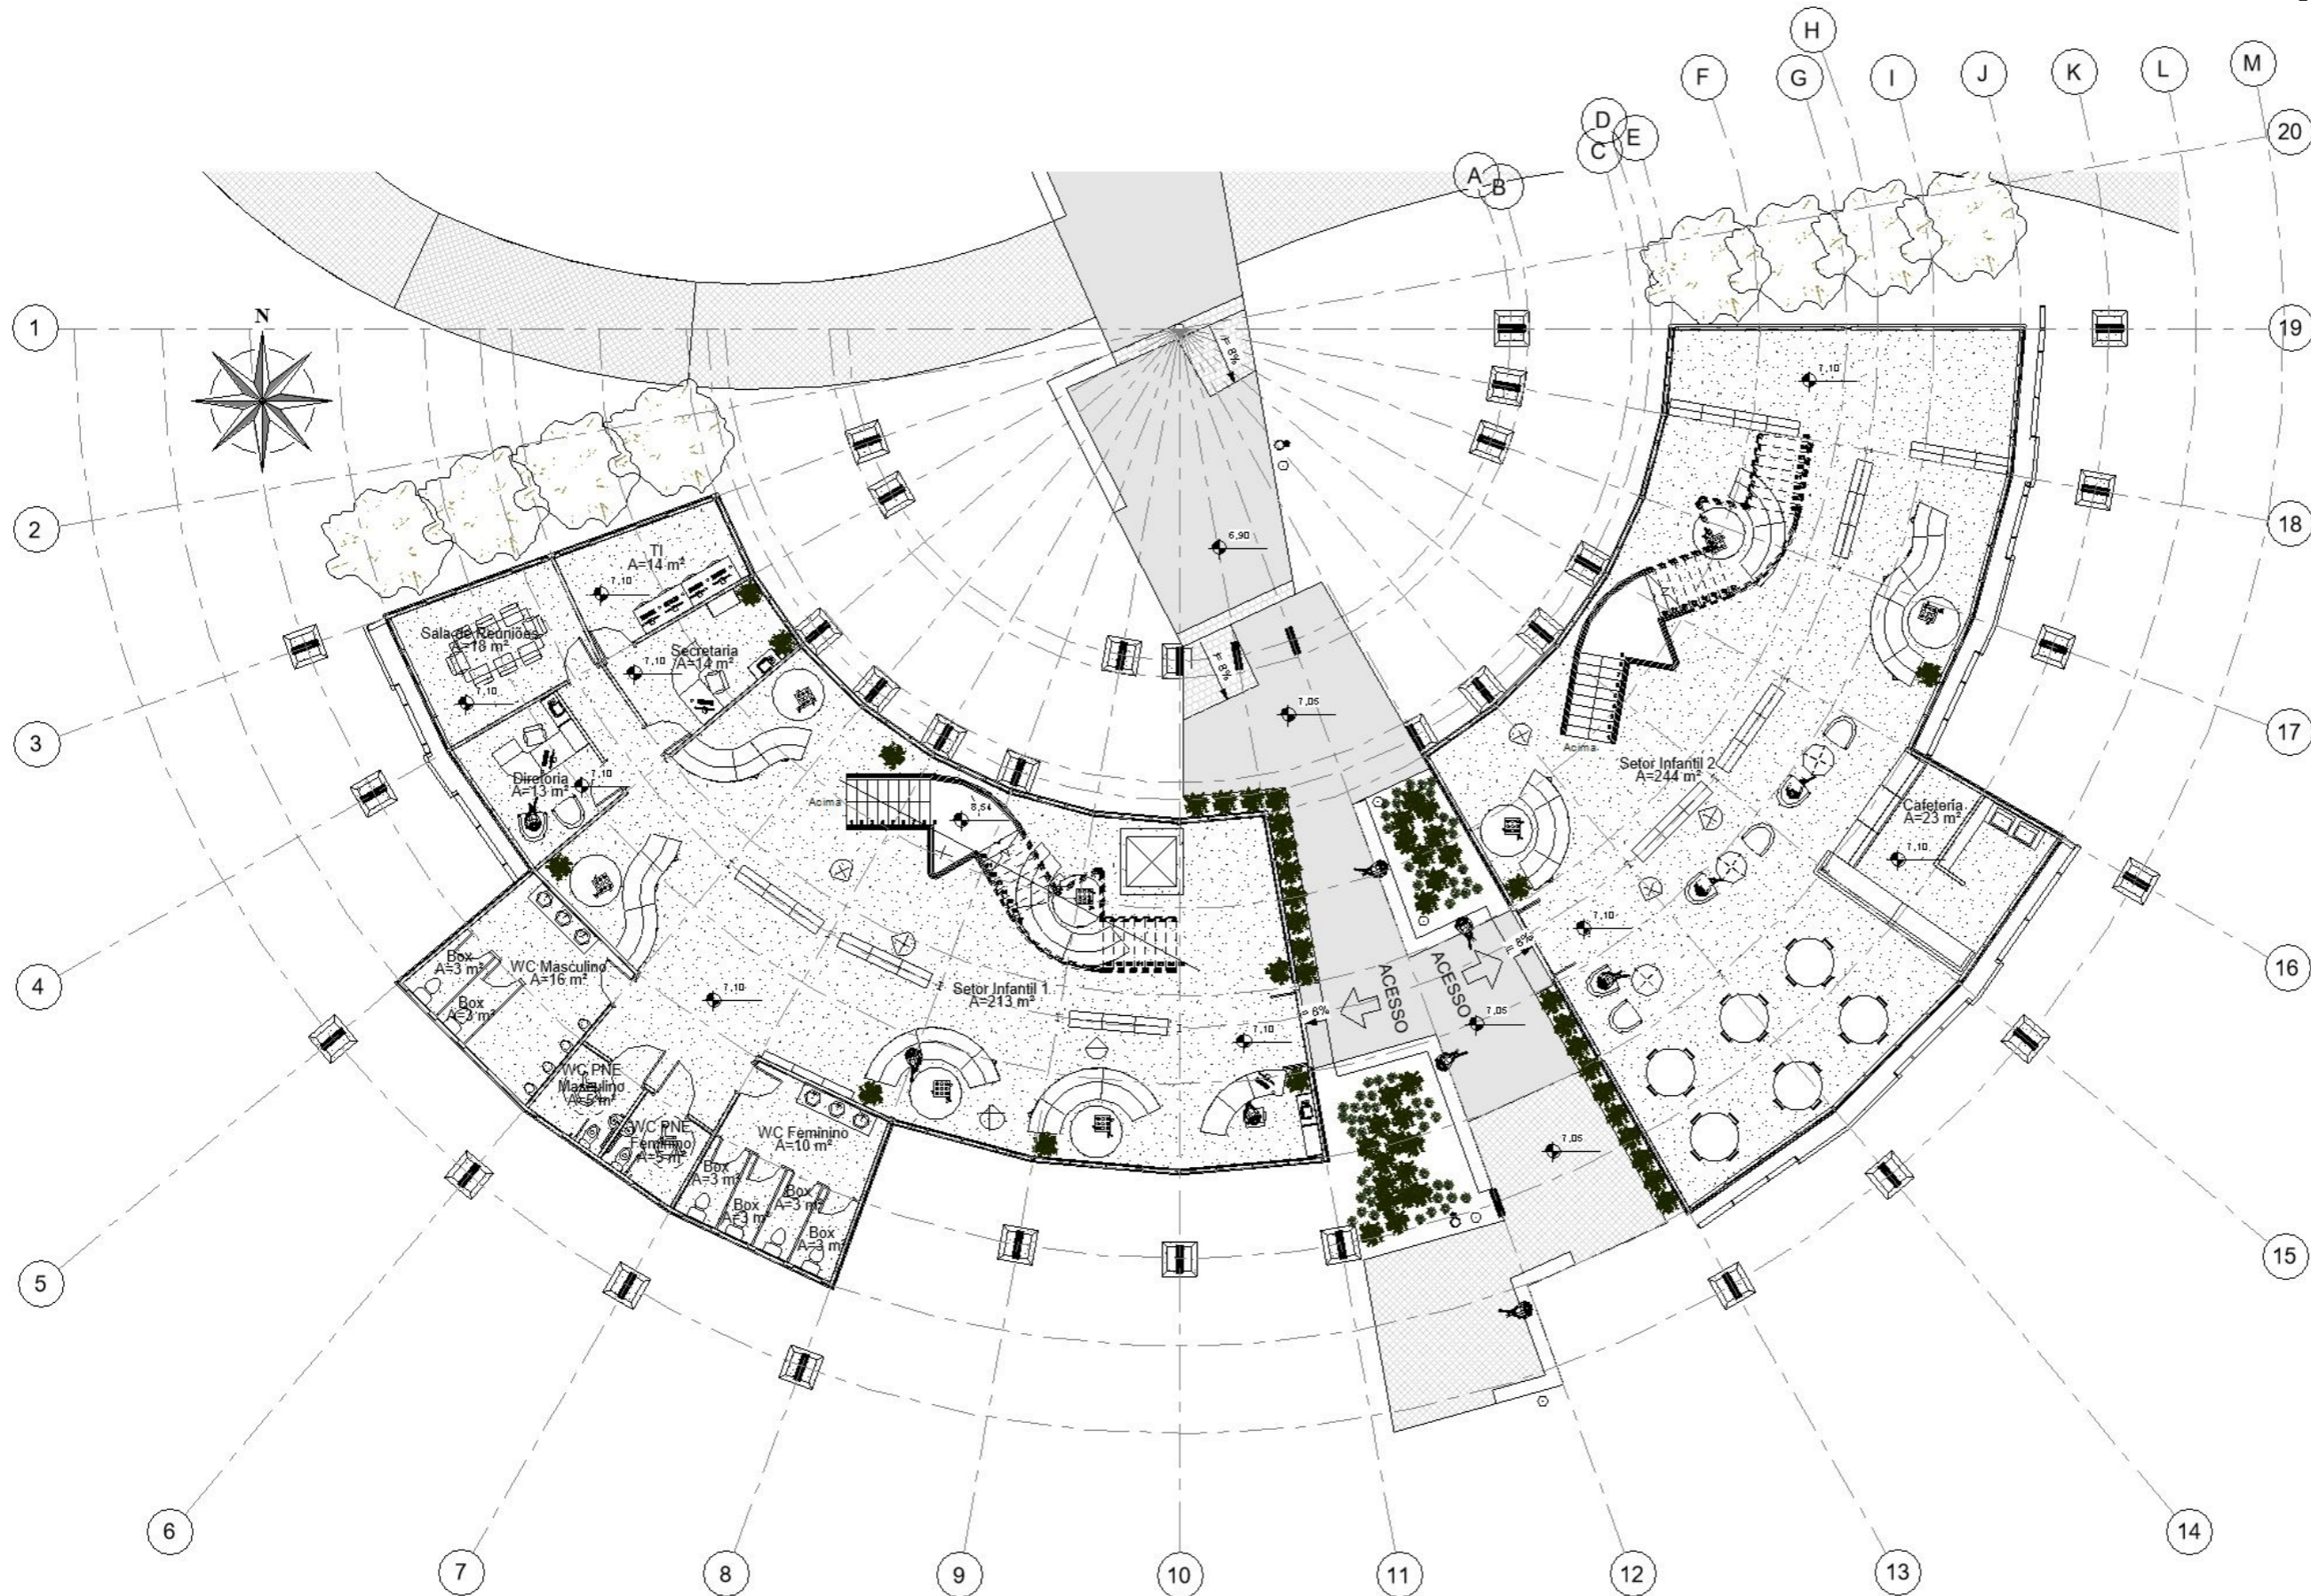 H
F
G
I
J
K
L
M
D
E
C
20
A
B
1
N
19
i= 8%
7,10
2
18
6,90
TI
A=14 m²
7,10
Sala de Reuniões
A=18 m²
7,10
Secretaria
A=14 m²
7,10
i= 8%
7,05
3
17
Acima
Setor Infantil 2
A=244 m²
Diretoria
A=13 m²
7,10
Acima
8,54
Cafeteria
A=23 m²
7,10
7,10
i= 8%
4
16
Box
A=3 m²
WC Masculino
A=16 m²
Box
A=3 m²
7,10
Setor Infantil 1
A=213 m²
ACESSO
ACESSO
7,05
7,10
WC PNE
Masculino
A=5 m²
WC PNE
Feminino
A=5 m²
WC Feminino
A=10 m²
Box
A=3 m²
Box
A=3 m²
Box
A=3 m²
Box
A=3 m²
7,05
5
15
6
14
7
8
9
10
11
12
13